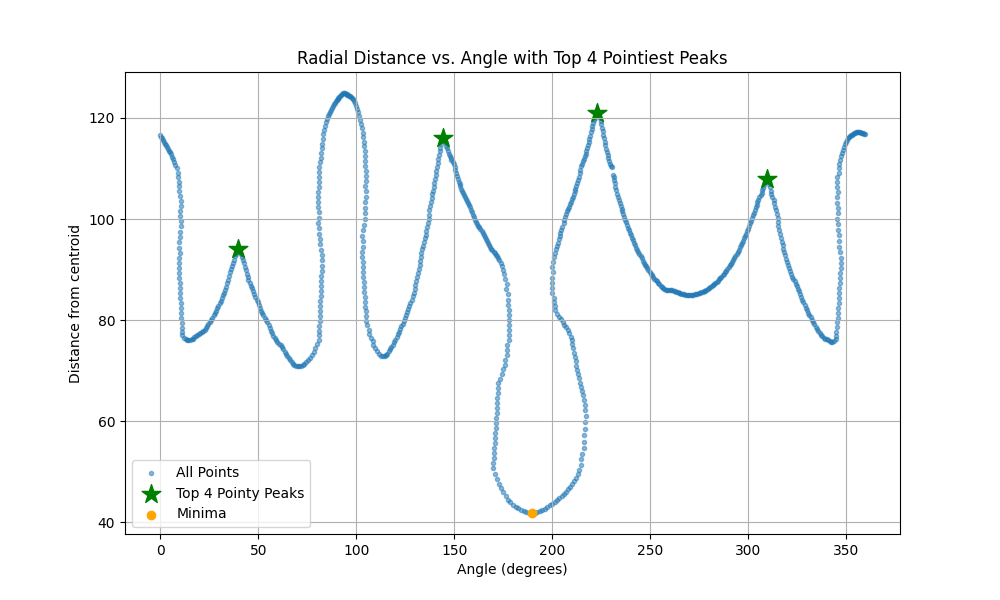 Radial Distance vs. Angle with Top 4 Pointiest Peaks
Distance from centroid
120
100
80
60
40
All Points
Top 4 Pointy Peaks
Minima
0 50 100 150 200 250 300 350
Angle (degrees)